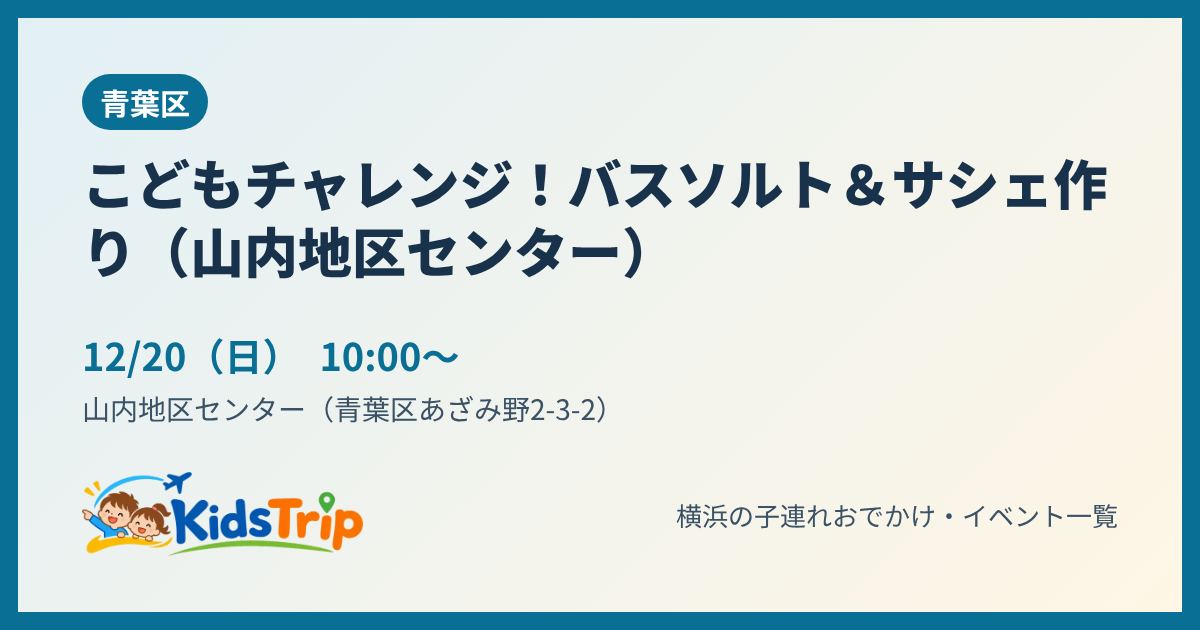 青葉区
こどもチャレンジ！バスソルト＆サシェ作
り（山内地区センター）
12/20（日） 10:00〜
山内地区センター（青葉区あざみ野2-3-2）
KidsTrip
横浜の子連れおでかけ・イベント一覧